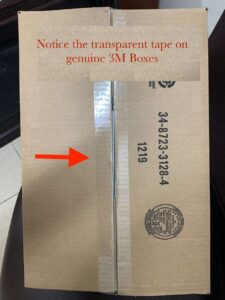 Notice the transparent tape on
genuine 3M Boxes
34-8723-3128-4
1219